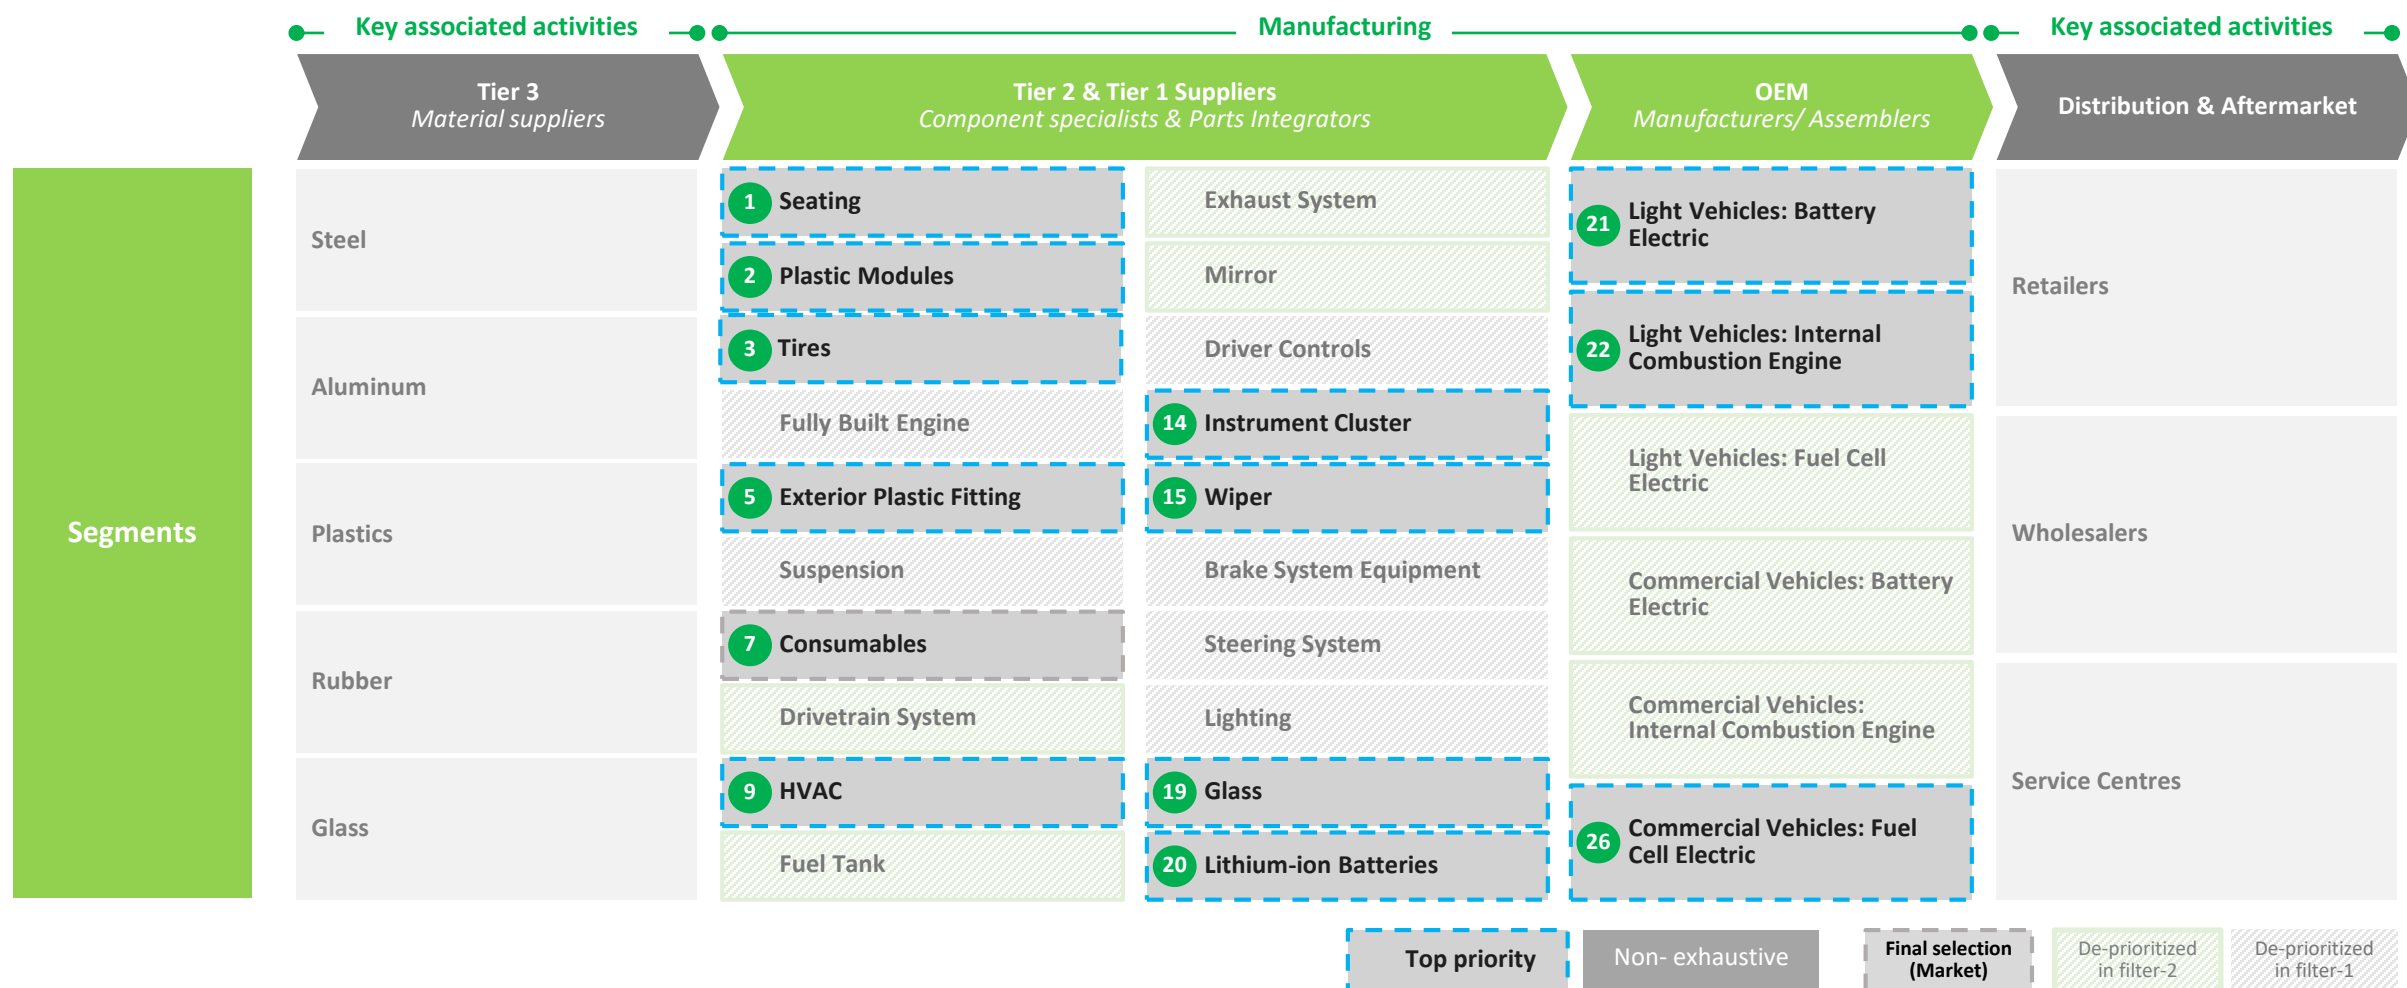 Key associated activities
Manufacturing
Key associated activities
Tier 3
Material suppliers
Tier 2 & Tier 1 Suppliers
Component specialists & Parts Integrators
OEM
Manufacturers/ Assemblers
Distribution & Aftermarket
Segments
Steel
Aluminum
Plastics
Rubber
Glass
1 Seating
2 Plastic Modules
3 Tires
Fully Built Engine
5 Exterior Plastic Fitting
Suspension
7 Consumables
Drivetrain System
9 HVAC
Fuel Tank
Exhaust System
Mirror
Driver Controls
14 Instrument Cluster
15 Wiper
Brake System Equipment
Steering System
Lighting
19 Glass
20 Lithium-ion Batteries
21 Light Vehicles: Battery
Electric
22 Light Vehicles: Internal
Combustion Engine
Light Vehicles: Fuel Cell
Electric
Commercial Vehicles: Battery
Electric
Commercial Vehicles:
Internal Combustion Engine
26 Commercial Vehicles: Fuel
Cell Electric
Retailers
Wholesalers
Service Centres
Top priority
Non- exhaustive
Final selection
(Market)
De-prioritized
in filter-2
De-prioritized
in filter-1